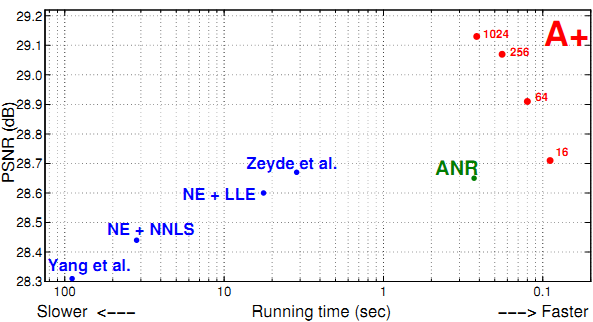 29.2
29.1
29.0
28.9
28.8
28.7
28.6
28.5
28.4
28.3
PSNR (dB)
A+
1024
256
64
16
Zeyde et al.
ANR
NE + LLE
NE + NNLS
Yang et al.
100
10
1
0.1
Slower <---
Running time (sec)
---> Faster